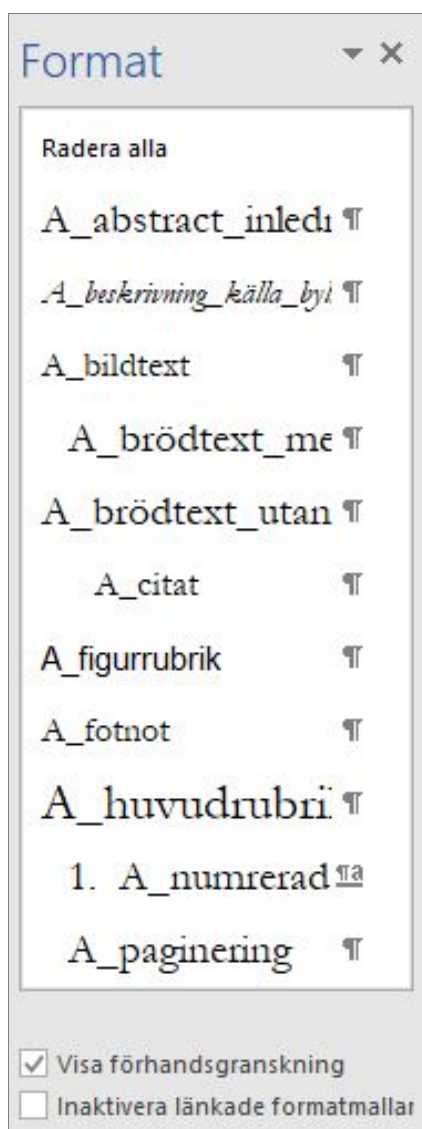 Format
Radera alla
A_abstract_inledn ¶
A_beskrivning_källa_byl ¶
A_bildtext ¶
A_brödtext_me ¶
A_brödtext_utan ¶
A_citat ¶
A_figurrubrik ¶
A_fotnot ¶
A_huvudrubri ¶
1. A_numrerad ¶a
A_paginering ¶
Visa förhandsgranskning
Inaktivera länkade formatmallar